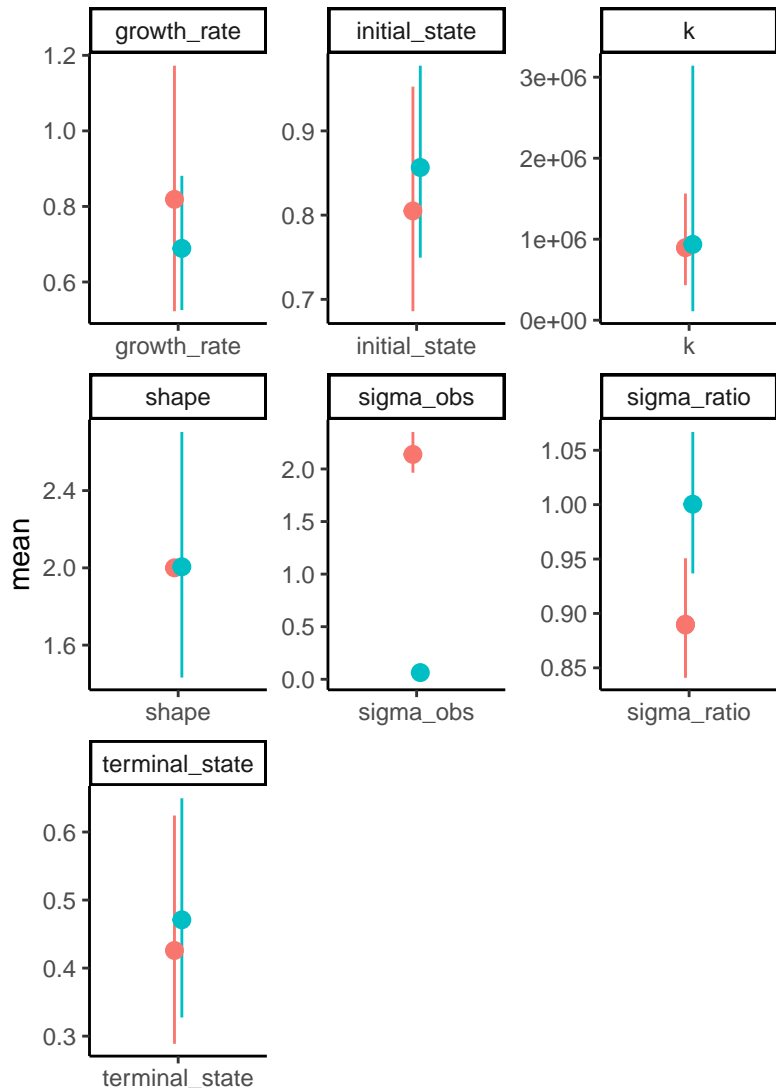 growth_rate
initial_state
k
1.2
1.0
0.8
0.6
0.9
0.8
0.7
3e+06
2e+06
1e+06
0e+00
growth_rate
initial_state
k
shape
sigma_obs
sigma_ratio
mean
2.4
2.0
1.6
2.0
1.5
1.0
0.5
0.0
1.05
1.00
0.95
0.90
0.85
shape
sigma_obs
sigma_ratio
terminal_state
0.6
0.5
0.4
0.3
terminal_state